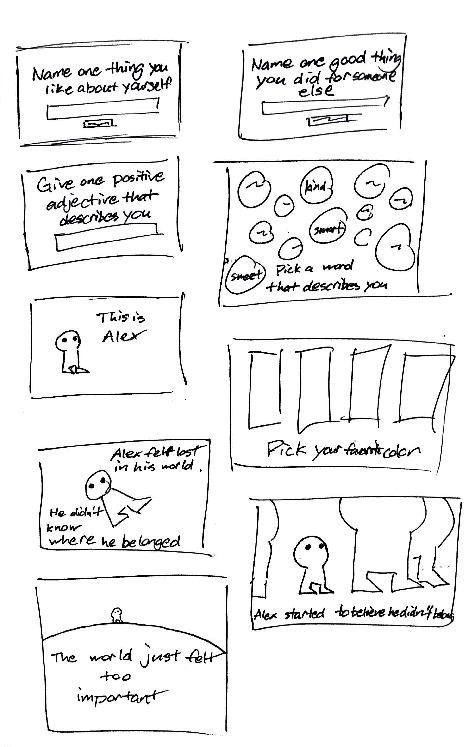 Name one thing you
like about yourself
Name one good thing
you did for someone
else
Give one positive
adjective that
describes you
kind
smart
sweet
Pick a word
that describes you
This is
Alex
Pick your favorite color
Alex felt lost
in his world.
He didn't
know
where he belonged
Alex started to believe he didn't belong
The world just felt
too
important